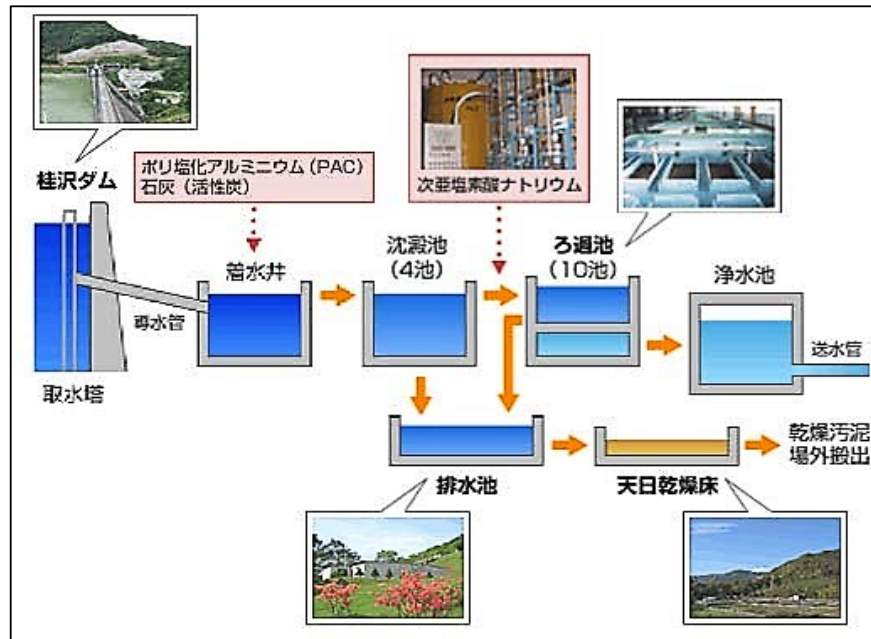 桂沢ダム
ポリ塩化アルミニウム(PAC)
石灰(活性炭)
次亜塩素酸ナトリウム
着水井
沈澱池
(4池)
ろ過池
(10池)
浄水池
導水管
取水塔
送水管
排水池
天日乾燥床
乾燥汚泥
場外搬出